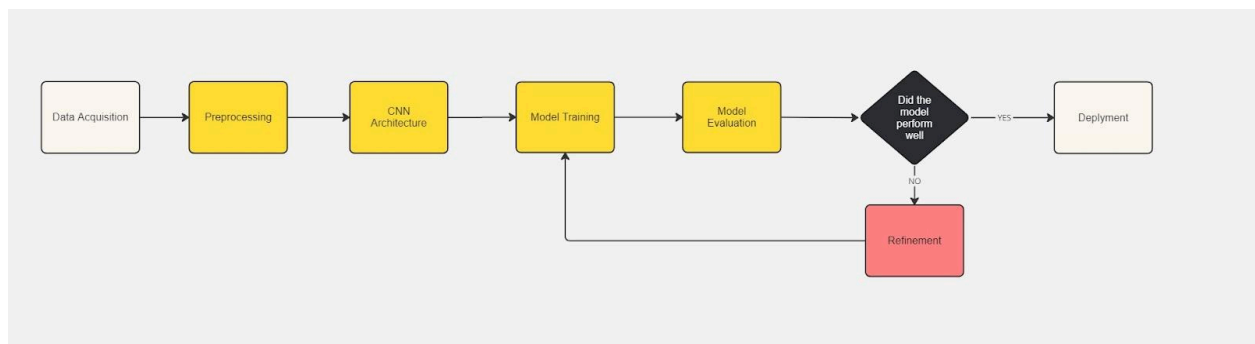 Data Acquisition
Preprocessing
CNN
Architecture
Model Training
Model
Evaluation
Did the
model
perform
well
YES
Deplyment
NO
Refinement